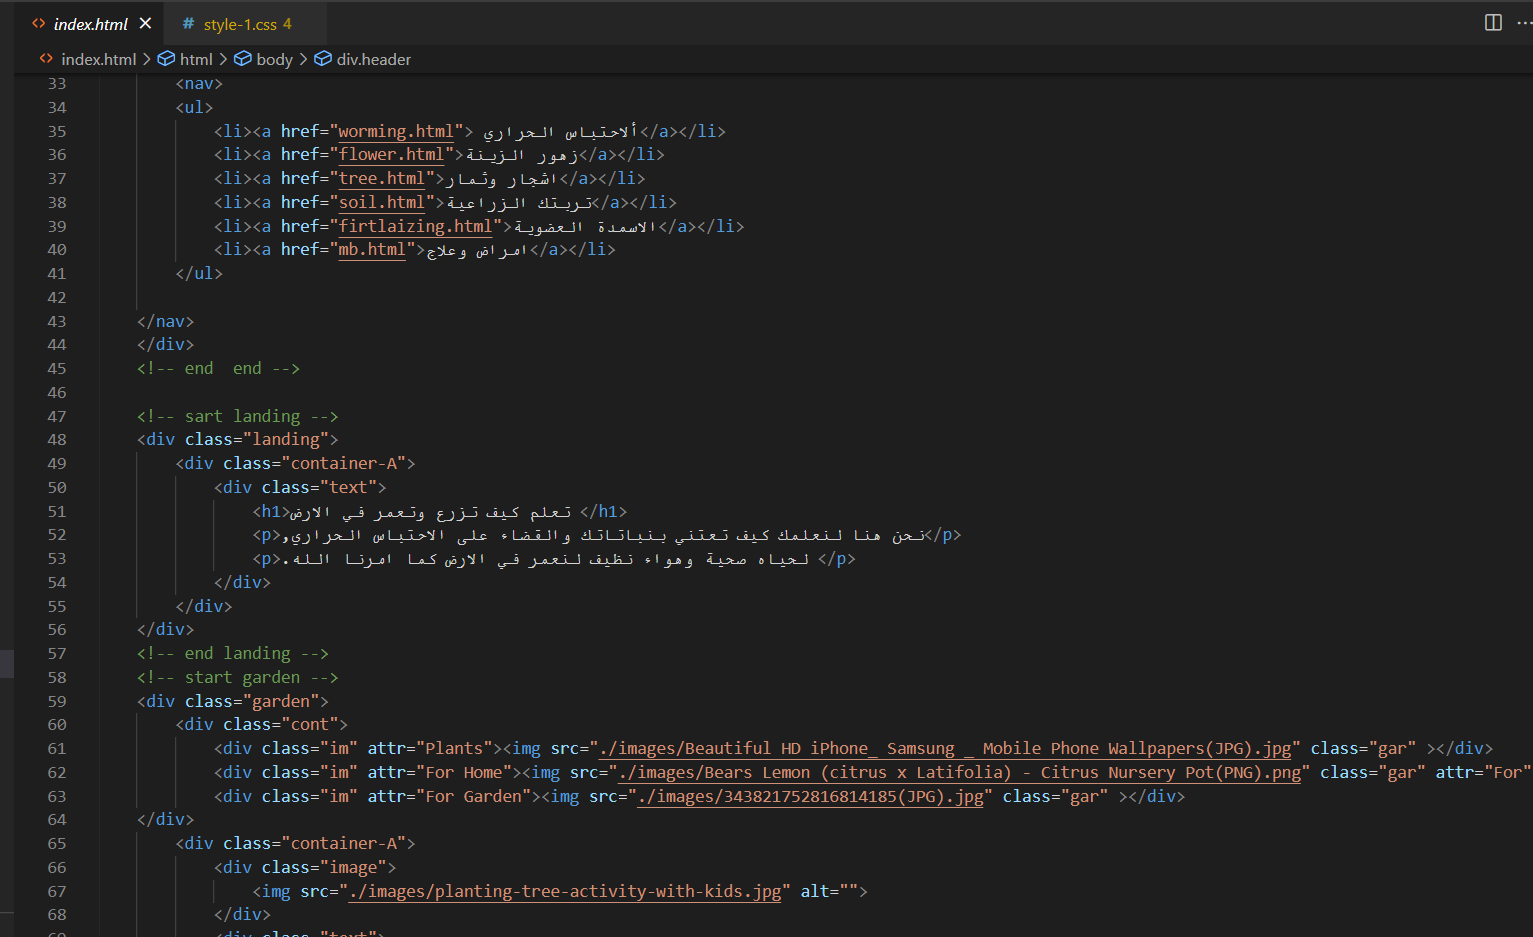 index.html
# style-1.css 4
index.html > html > body > div.header
33 <nav>
34 <ul>
35 <li><a href="worming.html"> ألاحتباس الحراري</a></li>
36 <li><a href="flower.html">زهور الزينة</a></li>
37 <li><a href="tree.html">اشجار وثمار</a></li>
38 <li><a href="soil.html">تربتك الزراعية</a></li>
39 <li><a href="firtlaizing.html">الاسمدة العضوية</a></li>
40 <li><a href="mb.html">امراض وعلاج</a></li>
41 </ul>
42
43 </nav>
44 </div>
45 <!-- end  end -->
46
47 <!-- sart landing -->
48 <div class="landing">
49 <div class="container-A">
50 <div class="text">
51 <h1>تعلم كيف تزرع وتعمر في الارض </h1>
52 <p>نحن هنا لنعلمك كيف تعتني بنباتاتك والقضاء على الاحتباس الحراري,</p>
53 <p>.لحياه صحية وهواء نظيف لنعمر في الارض كما امرنا الله </p>
54 </div>
55 </div>
56 </div>
57 <!-- end landing -->
58 <!-- start garden -->
59 <div class="garden">
60 <div class="cont">
61 <div class="im" attr="Plants"><img src="./images/Beautiful HD iPhone_ Samsung _ Mobile Phone Wallpapers(JPG).jpg" class="gar" ></div>
62 <div class="im" attr="For Home"><img src="./images/Bears Lemon (citrus x Latifolia) - Citrus Nursery Pot(PNG).png" class="gar" attr="For"
63 <div class="im" attr="For Garden"><img src="./images/343821752816814185(JPG).jpg" class="gar" ></div>
64 </div>
65 <div class="container-A">
66 <div class="image">
67 <img src="./images/planting-tree-activity-with-kids.jpg" alt="">
68 </div>
69 <div class="text">